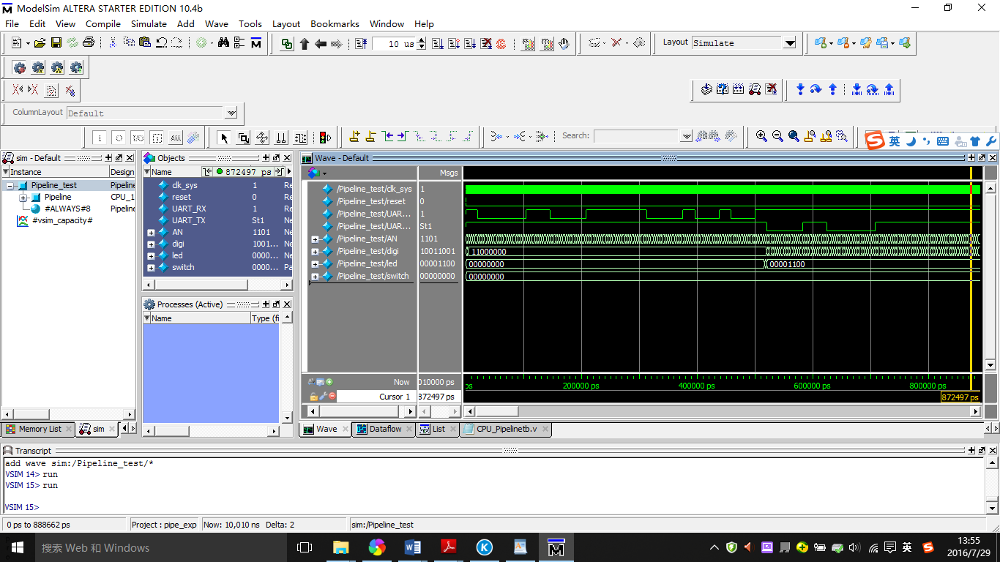 ModelSim ALTERA STARTER EDITION 10.4b
File Edit View Compile Simulate Add Wave Tools Layout Bookmarks Window Help
10 us
Layout Simulate
ColumnLayout Default
Search:
英
sim - Default
Instance Design
Pipeline_test Pipeline
Pipeline CPU_1
#ALWAYS#8 Pipeline
#vsim_capacity#
Memory List sim
Objects
Name 872497 ps
clk_sys 1 Re
reset 0 Re
UART_RX 1 Re
UART_TX St1 Ne
AN 1101 Ne
digi 1001... Ne
led 0000... Ne
switch 0000... Pa
Processes (Active)
Name Type (fi
Wave - Default
Msgs
/Pipeline_test/clk_sys 1
/Pipeline_test/reset 0
/Pipeline_test/UAR... 1
/Pipeline_test/UAR... St1
/Pipeline_test/AN 1101
/Pipeline_test/digi 10011001 11000000
/Pipeline_test/led 00001100 00000000 00001100
/Pipeline_test/switch 00000000 00000000
Now 010000 ps ps 200000 ps 400000 ps 600000 ps 800000 ps
Cursor 1 872497 ps 872497 ps
Wave Dataflow List CPU_Pipelinetb.v
Transcript
add wave sim:/Pipeline_test/*
VSIM 14> run
VSIM 15> run
VSIM 15>
0 ps to 888662 ps Project : pipe_exp Now: 10,010 ns Delta: 2 sim:/Pipeline_test
搜索 Web 和 Windows
英
13:55
2016/7/29